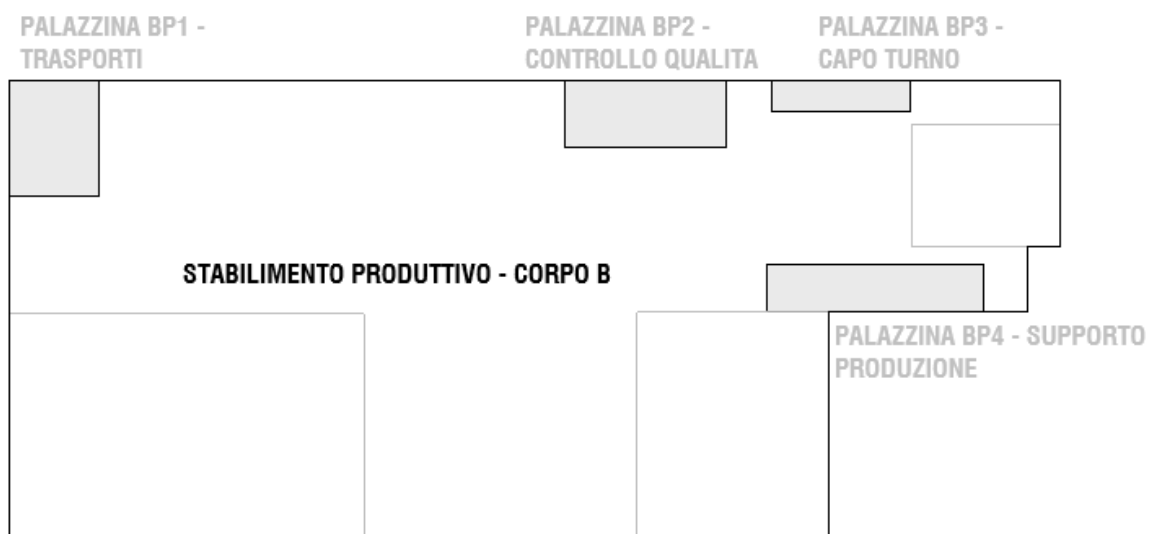 PALAZZINA BP1 -
TRASPORTI
PALAZZINA BP2 -
CONTROLLO QUALITA
PALAZZINA BP3 -
CAPO TURNO
STABILIMENTO PRODUTTIVO - CORPO B
PALAZZINA BP4 - SUPPORTO
PRODUZIONE